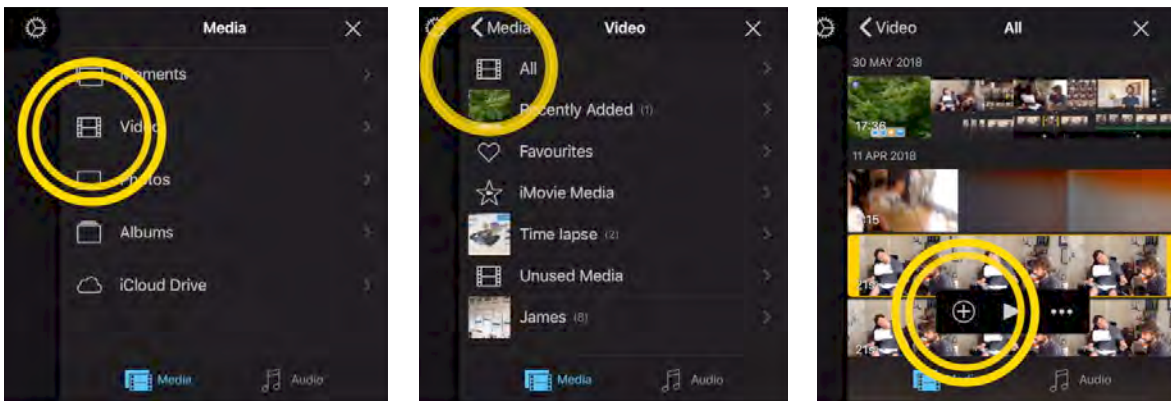 Media
Moments
Video
Photos
Albums
iCloud Drive
Media
Audio
Media
Video
All
Recently Added (1)
Favourites
iMovie Media
Time lapse (2)
Unused Media
James (8)
Media
Audio
Video
All
30 MAY 2018
17:36
11 APR 2018
Media
Audio